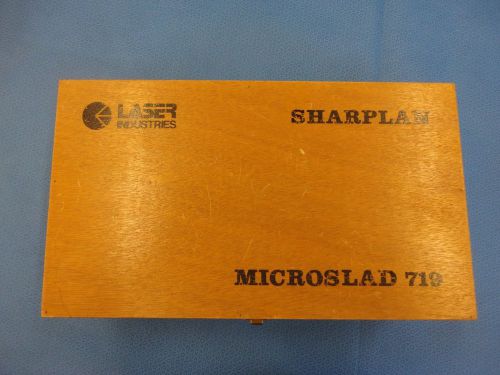 LASER
INDUSTRIES
SHARPLAN
MICROSLAD 719